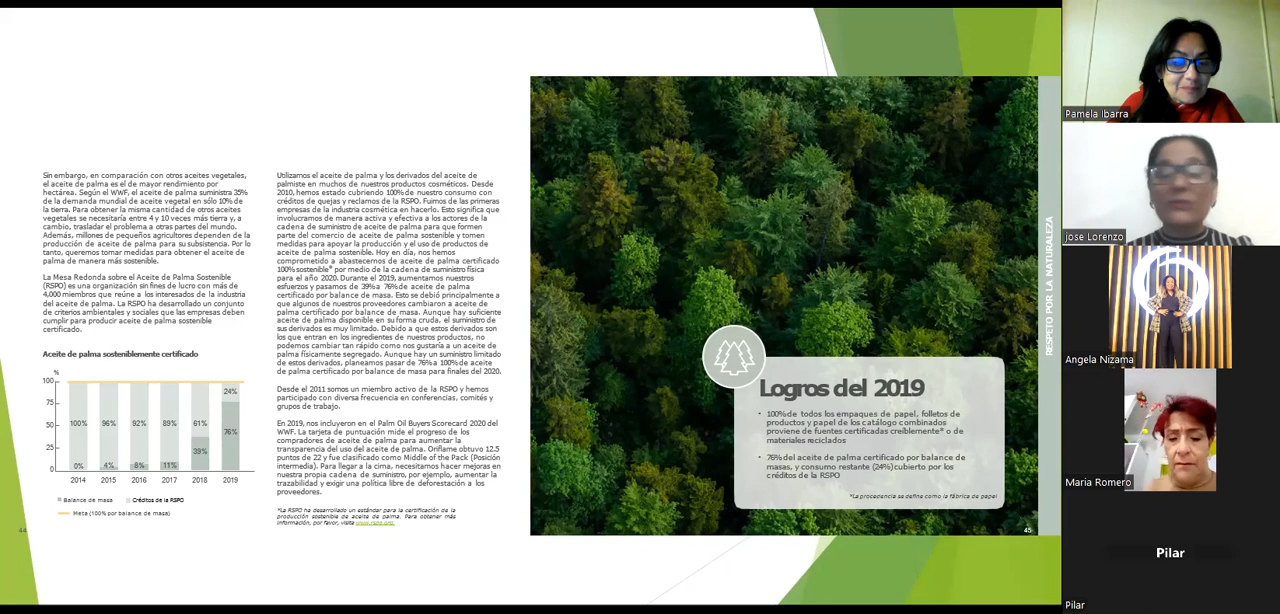 Sin embargo, en comparación con otros aceites vegetales,
el aceite de palma es el de mayor rendimiento por
hectárea. Según el WWF, el aceite de palma suministra 35%
de la demanda mundial de aceite vegetal en sólo 10% de
la tierra. Para obtener la misma cantidad de otros aceites
vegetales se necesitaría entre 4 y 10 veces más tierra y, a
cambio, trasladar el problema a otras partes del mundo.
Además, millones de pequeños agricultores dependen de la
producción de aceite de palma para su subsistencia. Por lo
tanto, queremos tomar medidas para obtener el aceite de
palma de manera más sostenible.
La Mesa Redonda sobre el Aceite de Palma Sostenible
(RSPO) es una organización sin fines de lucro con más de
4,000 miembros que reúne a los interesados de la industria
del aceite de palma. La RSPO ha desarrollado un conjunto
de criterios ambientales y sociales que las empresas deben
cumplir para producir aceite de palma sostenible
certificado.
Aceite de palma sosteniblemente certificado
%
100
50
25
0
100% 96% 92% 89% 61% 24%
76%
39%
0% 4% 8% 11%
2014 2015 2016 2017 2018 2019
Balance de masa Créditos de la RSPO
Meta (100% por balance de masa)
44
Utilizamos el aceite de palma y los derivados del aceite de
palmiste en muchos de nuestros productos cosméticos. Desde
2010, hemos estado cubriendo 100% de nuestro consumo con
créditos de quejas y reclamos de la RSPO. Fuimos de las primeras
empresas de la industria cosmética en hacerlo. Esto significa que
involucramos de manera activa y efectiva a los actores de la
cadena de suministro de aceite de palma para que formen
parte del comercio de aceite de palma sostenible y tomen
medidas para apoyar la producción y el uso de productos de
aceite de palma sostenible. Hoy en día, nos hemos
comprometido a abastecernos de aceite de palma certificado
100% sostenible* por medio de la cadena de suministro física
para el año 2020. Durante el 2019, aumentamos nuestros
esfuerzos y pasamos de 39% a 76% de aceite de palma
certificado por balance de masa. Esto se debió principalmente a
que algunos de nuestros proveedores cambiaron a aceite de
palma certificado por balance de masa. Aunque hay suficiente
aceite de palma disponible en su forma cruda, el suministro de
sus derivados es muy limitado. Debido a que estos derivados son
los que entran en los ingredientes de nuestros productos, no
podemos cambiar tan rápido como nos gustaría a un aceite de
palma físicamente segregado. Aunque hay un suministro limitado
de estos derivados, planeamos pasar de 76% a 100% de aceite
de palma certificado por balance de masa para finales del 2020.
Desde el 2011 somos un miembro activo de la RSPO y hemos
participado con diversa frecuencia en conferencias, comités y
grupos de trabajo.
En 2019, nos incluyeron en el Palm Oil Buyers Scorecard 2020 del
WWF. La tarjeta de puntuación mide el progreso de los
compradores de aceite de palma para aumentar la
transparencia del uso del aceite de palma. Oriflame obtuvo 12.5
puntos de 22 y fue clasificado como Middle of the Pack (Posición
intermedia). Para llegar a la cima, necesitamos hacer mejoras en
nuestra propia cadena de suministro, por ejemplo, aumentar la
trazabilidad y exigir una política libre de deforestación a los
proveedores.
*La RSPO ha desarrollado un estándar para la certificación de la
producción sostenible de aceite de palma. Para obtener más
información, por favor, visita www.rspo.org.
Logros del 2019
• 100% de todos los empaques de papel, folletos de
productos y papel de los catálogo combinados
proviene de fuentes certificadas creíblemente* o de
materiales reciclados
• 76% del aceite de palma certificado por balance de
masas, y consumo restante (24%) cubierto por los
créditos de la RSPO
*La procedencia se define como la fábrica de papel
45
RESPETO POR LA NATURALEZA
Pamela Ibarra
jose Lorenzo
Angela Nizama
Maria Romero
Pilar
Pilar